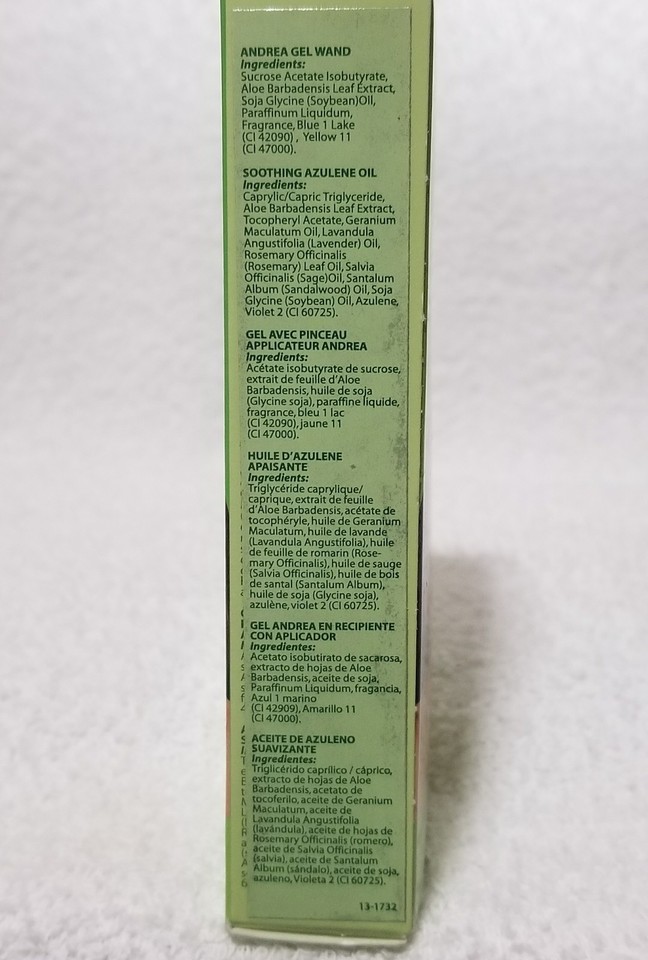 ANDREA GEL WAND
Ingredients:
Sucrose Acetate Isobutyrate,
Aloe Barbadensis Leaf Extract,
Soja Glycine (Soybean)Oil,
Paraffinum Liquidum,
Fragrance, Blue 1 Lake
(CI 42090) , Yellow 11
(CI 47000).
SOOTHING AZULENE OIL
Ingredients:
Caprylic/Capric Triglyceride,
Aloe Barbadensis Leaf Extract,
Tocopheryl Acetate, Geranium
Maculatum Oil, Lavandula
Angustifolia (Lavender) Oil,
Rosemary Officinalis
(Rosemary) Leaf Oil, Salvia
Officinalis (Sage)Oil, Santalum
Album (Sandalwood) Oil, Soja
Glycine (Soybean) Oil, Azulene,
Violet 2 (CI 60725).
GEL AVEC PINCEAU
APPLICATEUR ANDREA
Ingredients:
Acétate isobutyrate de sucrose,
extrait de feuille d'Aloe
Barbadensis, huile de soja
(Glycine soja), paraffine liquide,
fragrance, bleu 1 lac
(CI 42090), jaune 11
(CI 47000).
HUILE D'AZULENE
APAISANTE
Ingredients:
Triglycéride caprylique/
caprique, extrait de feuille
d'Aloe Barbadensis, acétate de
tocophéryle, huile de Geranium
Maculatum, huile de lavande
(Lavandula Angustifolia), huile
de feuille de romarin (Rose-
mary Officinalis), huile de sauge
(Salvia Officinalis), huile de bois
de santal (Santalum Album),
huile de soja (Glycine soja),
azulène, violet 2 (CI 60725).
GEL ANDREA EN RECIPIENTE
CON APLICADOR
Ingredientes:
Acetato isobutirato de sacarosa,
extracto de hojas de Aloe
Barbadensis, aceite de soja,
Paraffinum Liquidum, fragancia,
Azul 1 marino
(CI 42909), Amarillo 11
(CI 47000).
ACEITE DE AZULENO
SUAVIZANTE
Ingredientes:
Triglicérido caprílico / cáprico,
extracto de hojas de Aloe
Barbadensis, acetato de
tocoferilo, aceite de Geranium
Maculatum, aceite de
Lavandula Angustifolia
(lavándula), aceite de hojas de
Rosemary Officinalis (romero),
aceite de Salvia Officinalis
(salvia), aceite de Santalum
Album (sándalo), aceite de soja,
azuleno, Violeta 2 (CI 60725).
13-1732